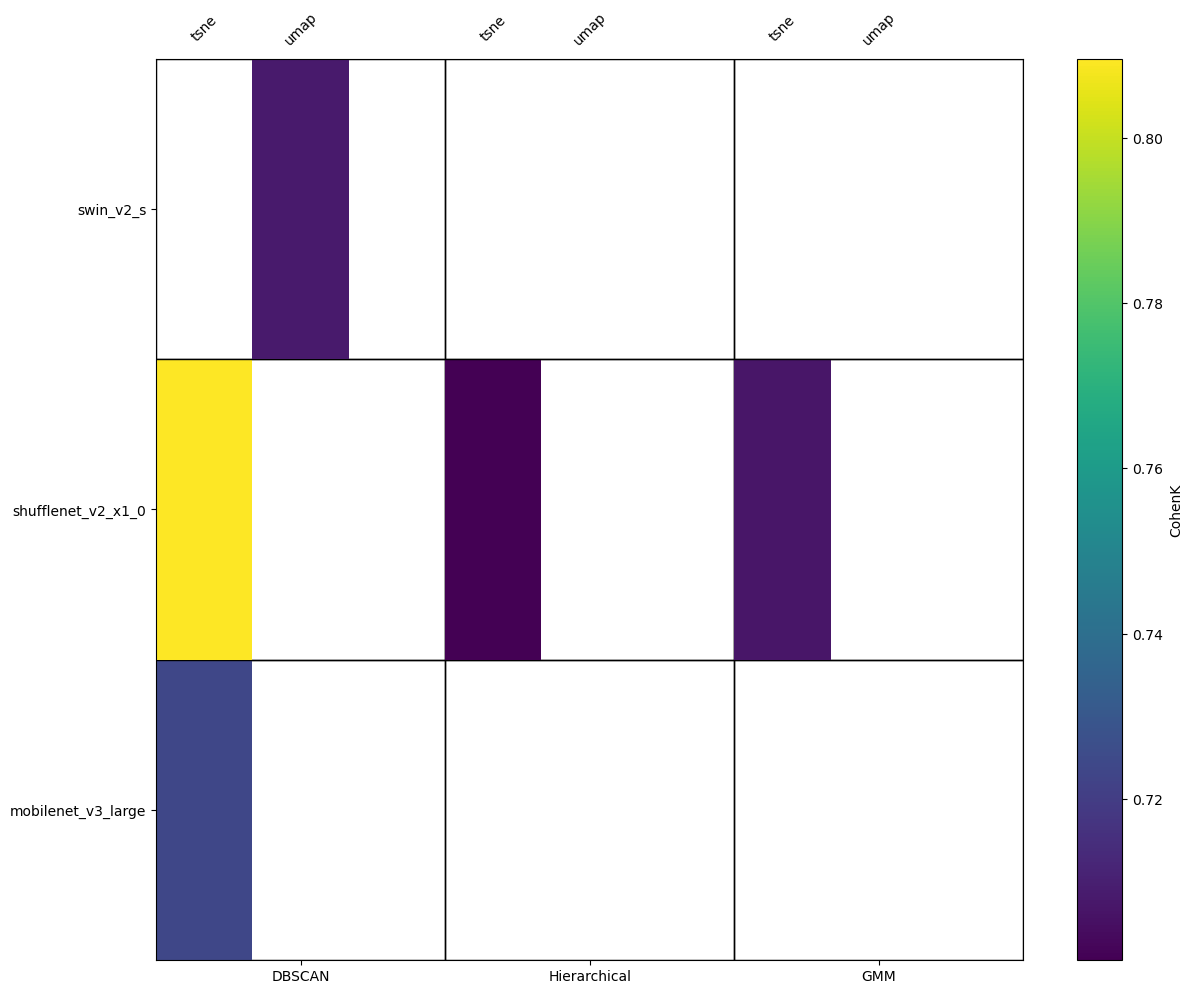 tsne
umap
tsne
umap
tsne
umap
swin_v2_s
shufflenet_v2_x1_0
mobilenet_v3_large
DBSCAN
Hierarchical
GMM
0.80
0.78
0.76
0.74
0.72
CohenK